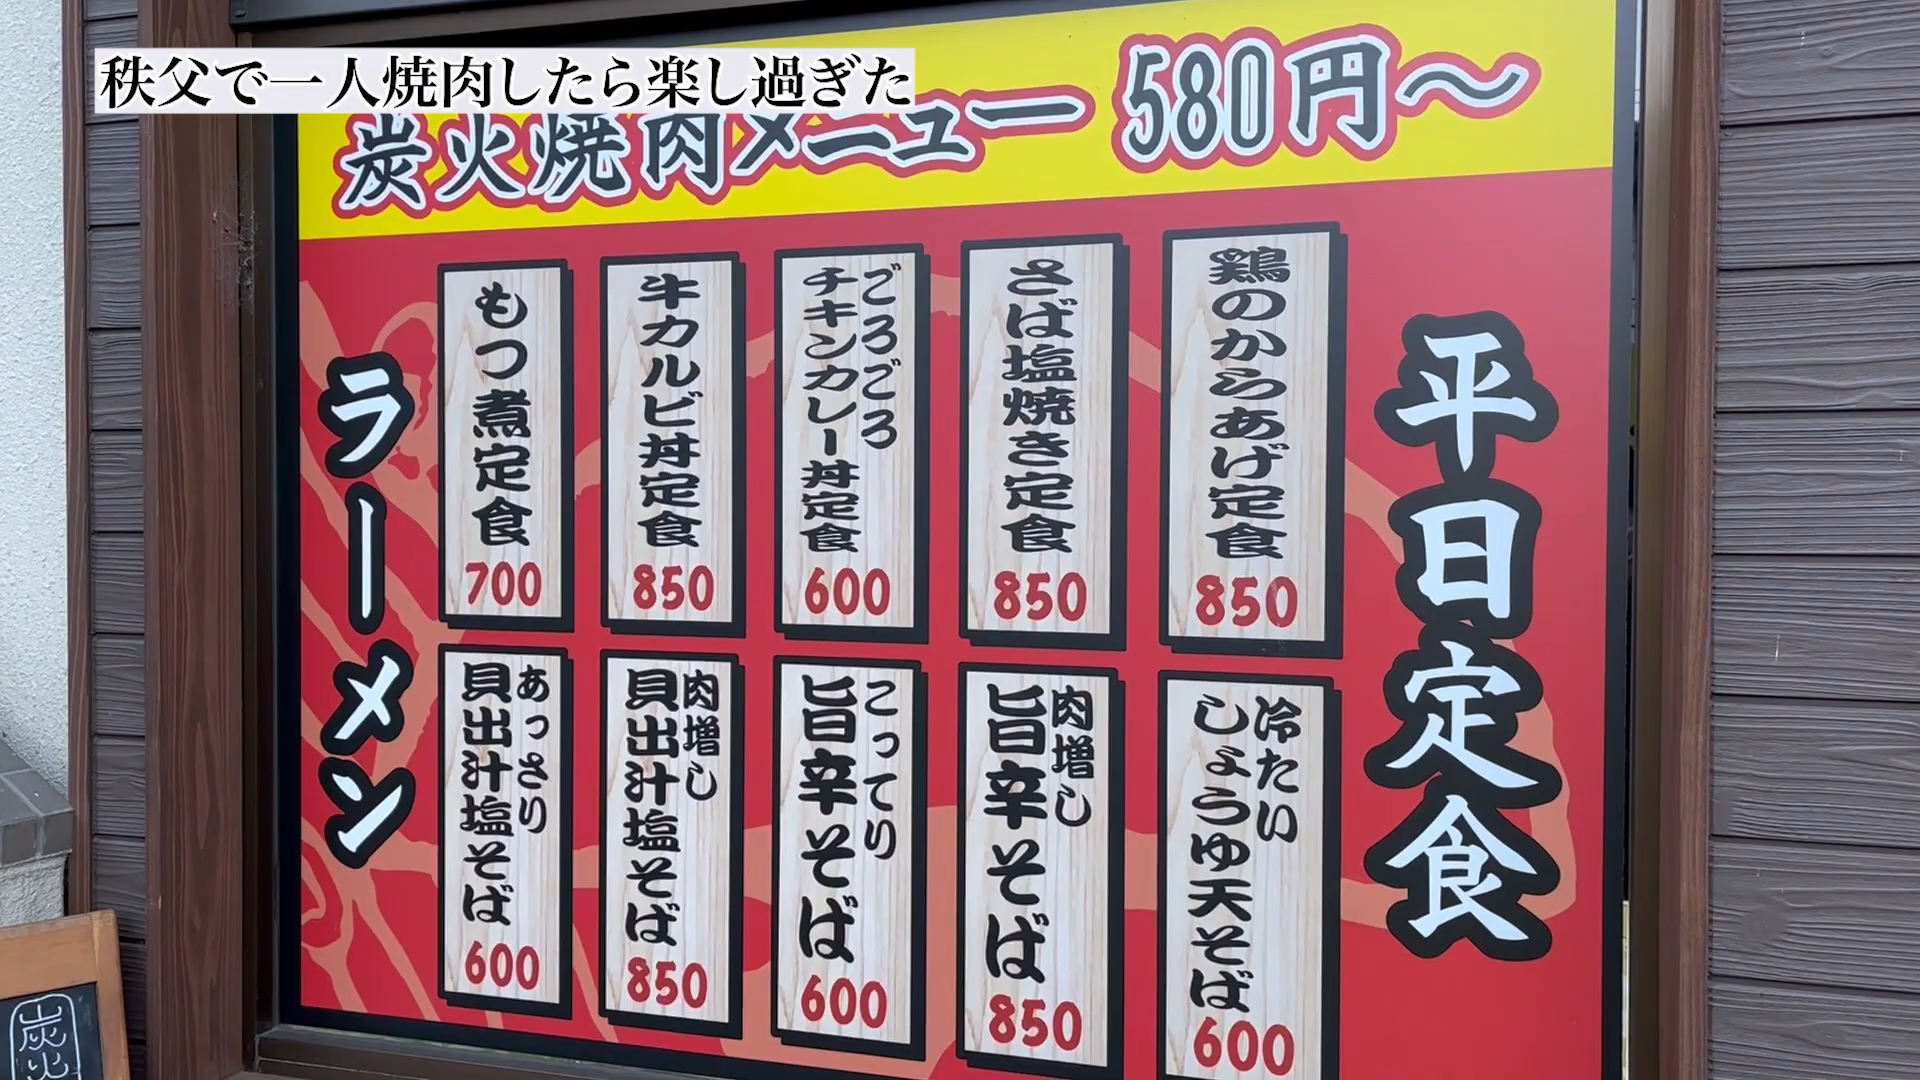 秩父で一人焼肉したら楽し過ぎた
炭火焼肉メニュー 580円～
平日定食
鶏のからあげ定食
850
さば塩焼き定食
850
ごろごろ
チキンカレー丼定食
600
牛カルビ丼定食
850
もつ煮定食
700
ラーメン
冷たい
しょうゆ天そば
600
肉増し
旨辛そば
850
こってり
旨辛そば
600
肉増し
貝出汁塩そば
850
あっさり
貝出汁塩そば
600
炭火